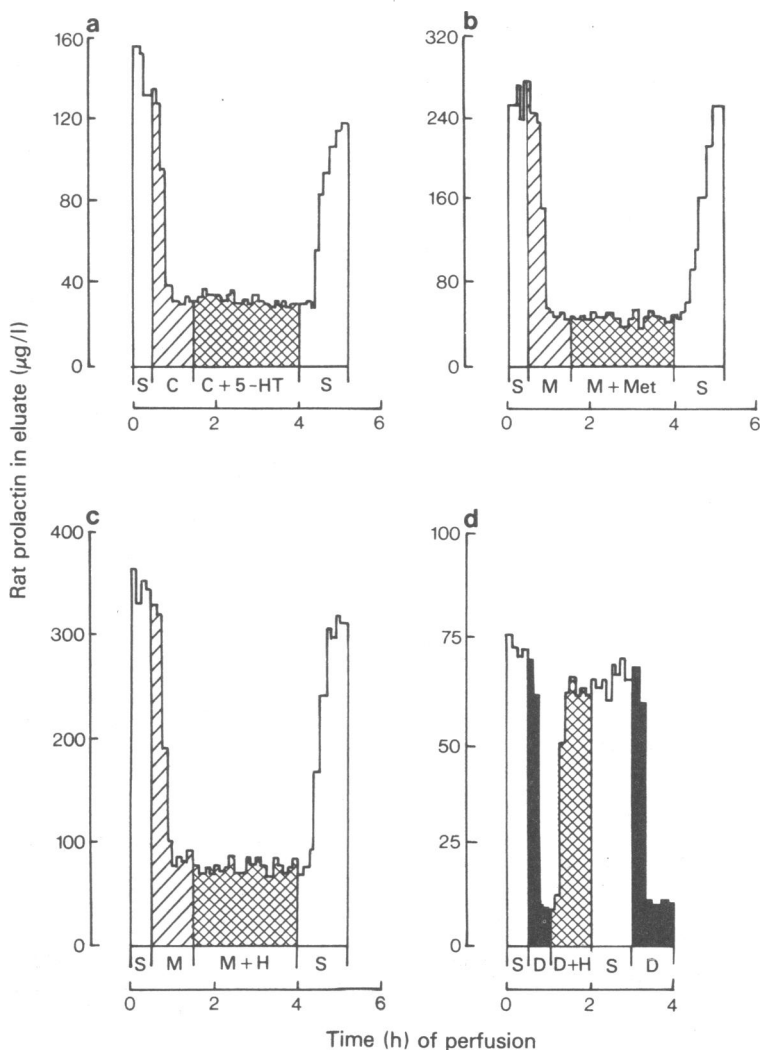 a
160
120
80
40
0
S C C + 5-HT S
0 2 4 6
b
320
240
160
80
0
S M M + Met S
0 2 4 6
c
400
300
200
100
0
S M M + H S
0 2 4 6
d
100
75
50
25
0
S D D+H S D
0 2 4
Rat prolactin in eluate (µg/l)
Time (h) of perfusion